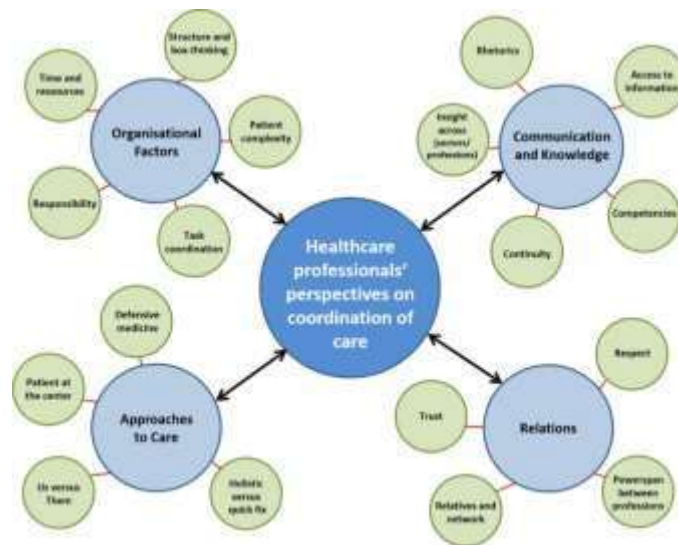 Structure and
box thinking
Time and
ressources
Organisational
Factors
Patient
complexity
Responsibility
Task
coordination
Rhetorics
Access to
information
Insight
across
(sectors/
professions)
Communication
and Knowledge
Competencies
Continuity
Healthcare
professionals'
perspectives on
coordination of
care
Defensive
medicine
Patient at
the center
Approaches
to Care
Us versus
Them
Holistic
versus
quick fix
Respect
Trust
Relations
Relatives and
network
Powerspan
between
professions